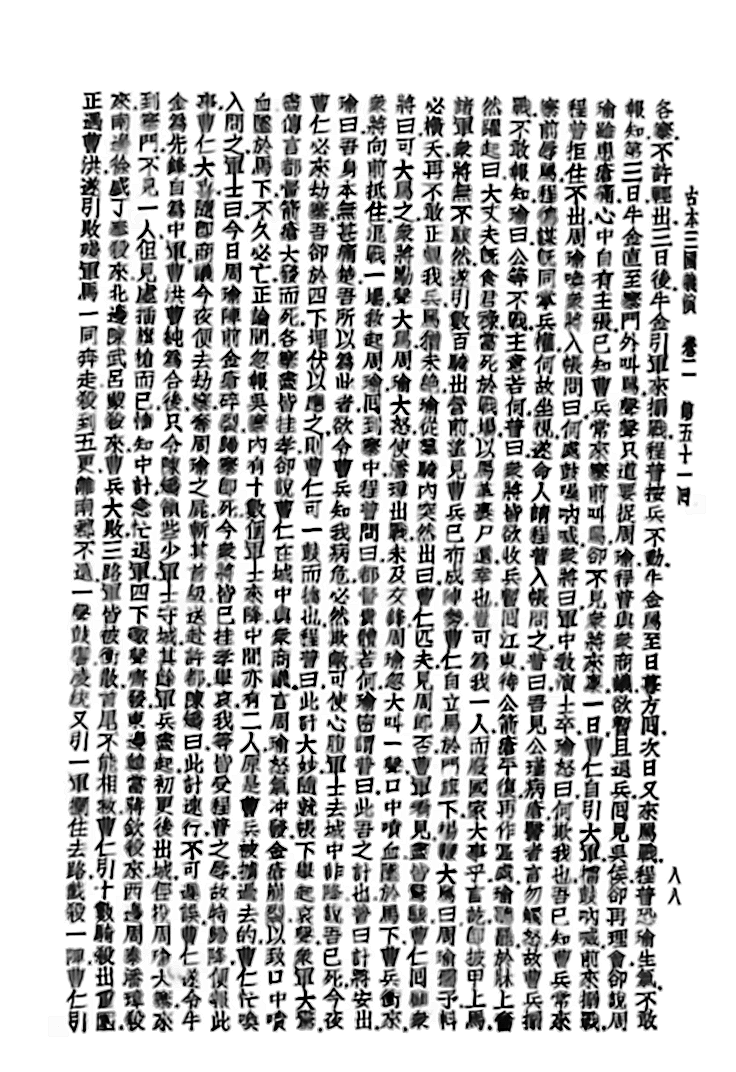 古本三國義演 卷二 第五十一回
八八
各寨不許輕出三日後牛金引軍來搦戰程普按兵不動牛金罵至日暮方回次日又來罵戰程普恐瑜生氣不敢
報知第三日牛金直至寨門外叫罵聲聲只道要捉周瑜程普與衆商議欲暫且退兵回見吳侯卻再理會卻說周
瑜雖患瘡痛心中自有主張已知曹兵常來寨前叫罵卻不見衆將來稟一日曹仁自引大軍擂鼓吶喊前來搦戰
程普拒住不出周瑜喚衆將入帳問曰何處鼓噪吶喊衆將曰軍中教演士卒瑜怒曰何欺我也吾已知曹兵常來
寨前辱罵程德謀既同掌兵權何故坐視遂命人請程普入帳問之普曰吾見公瑾病瘡醫者言勿觸怒故曹兵搦
戰不敢報知瑜曰公等不戰主意若何普曰衆將皆欲收兵暫回江東待公箭瘡平復再作區處瑜聽罷於牀上奮
然躍起曰大丈夫既食君祿當死於戰場以馬革裹尸還幸也豈可爲我一人而廢國家大事乎言訖卽披甲上馬
諸軍衆將無不駭然遂引數百騎出營前望見曹兵已布成陣勢曹仁自立馬於門旗下揚鞭大罵曰周瑜孺子料
必橫夭再不敢正覷我兵罵猶未絕瑜從羣騎內突然出曰曹仁匹夫見周郎否曹軍看見盡皆驚駭曹仁回顧衆
將曰可大罵之衆將厲聲大罵周瑜大怒使潘璋出戰未及交鋒周瑜忽大叫一聲口中噴血墜於馬下曹兵衝來
衆將向前抵住混戰一場救起周瑜回到寨中程普問曰都督貴體若何瑜密謂普曰此吾之計也普曰計將安出
瑜曰吾身本無甚痛楚吾所以爲此者欲令曹兵知我病危必然欺敵可使心腹軍士去城中詐降說吾已死今夜
曹仁必來劫寨吾卻於四下埋伏以應之則曹仁可一鼓而擒也程普曰此計大妙隨就帳下舉起哀聲衆軍大驚
盡傳言都督箭瘡大發而死各寨盡皆挂孝卻說曹仁在城中與衆商議言周瑜怒氣冲發金瘡崩裂以致口中噴
血墜於馬下不久必亡正論間忽報吳寨內有十數個軍士來降中間亦有二人原是曹兵被擄過去的曹仁忙喚
入問之軍士曰今日周瑜陣前金瘡碎裂歸寨卽死今衆將皆已挂孝舉哀我等皆受程普之辱故特歸降便報此
事曹仁大喜隨卽商議今夜便去劫寨奪周瑜之屍斬其首級送赴許都陳矯曰此計速行不可遲誤曹仁遂令牛
金爲先鋒自爲中軍曹洪曹純爲合後只令陳矯領些少軍士守城其餘軍兵盡起初更後出城徑投周瑜大寨來
到寨門不見一人但見虛插旗槍而已情知中計急忙退軍四下礮聲齊發東邊韓當蔣欽殺來西邊周泰潘璋殺
來南邊徐盛丁奉殺來北邊陳武呂蒙殺來曹兵大敗三路軍皆被衝散首尾不能相救曹仁引十數騎殺出重圍
正遇曹洪遂引敗殘軍馬一同奔走殺到五更離南郡不遠一聲鼓響凌統又引一軍攔住去路截殺一陣曹仁引